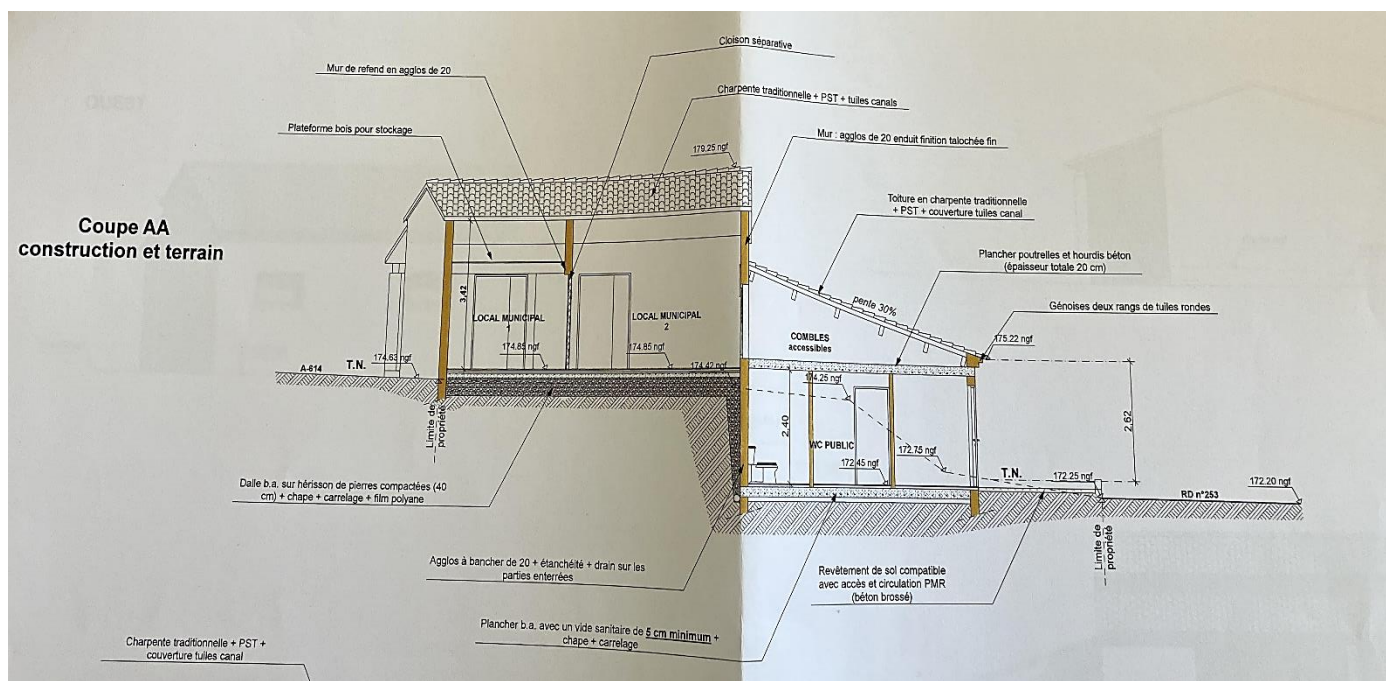 Cloison séparative
Mur de refend en agglos de 20
Charpente traditionnelle + PST + tuiles canals
Plateforme bois pour stockage
Mur : agglos de 20 enduit finition talochée fin
179.25 ngf
Toiture en charpente traditionnelle
+ PST + couverture tuiles canal
Coupe AA
construction et terrain
Plancher poutrelles et hourdis béton
(épaisseur totale 20 cm)
pente 30%
Génoises deux rangs de tuiles rondes
3,42
LOCAL MUNICIPAL
1
LOCAL MUNICIPAL
2
COMBLES
accessibles
175.22 ngf
174.85 ngf
174.85 ngf
174.63 ngf
T.N.
A-614
174.42 ngf
174.25 ngf
2,40
2,62
Limite de
propriété
WC PUBLIC
172.45 ngf
172.75 ngf
T.N.
172.25 ngf
172.20 ngf
RD n°253
Dalle b.a. sur hérisson de pierres compactées (40
cm) + chape + carrelage + film polyane
Limite de
propriété
Agglos à bancher de 20 + étanchéité + drain sur les
parties enterrées
Revêtement de sol compatible
avec accès et circulation PMR
(béton brossé)
Plancher b.a. avec un vide sanitaire de 5 cm minimum +
chape + carrelage
Charpente traditionnelle + PST +
couverture tuiles canal